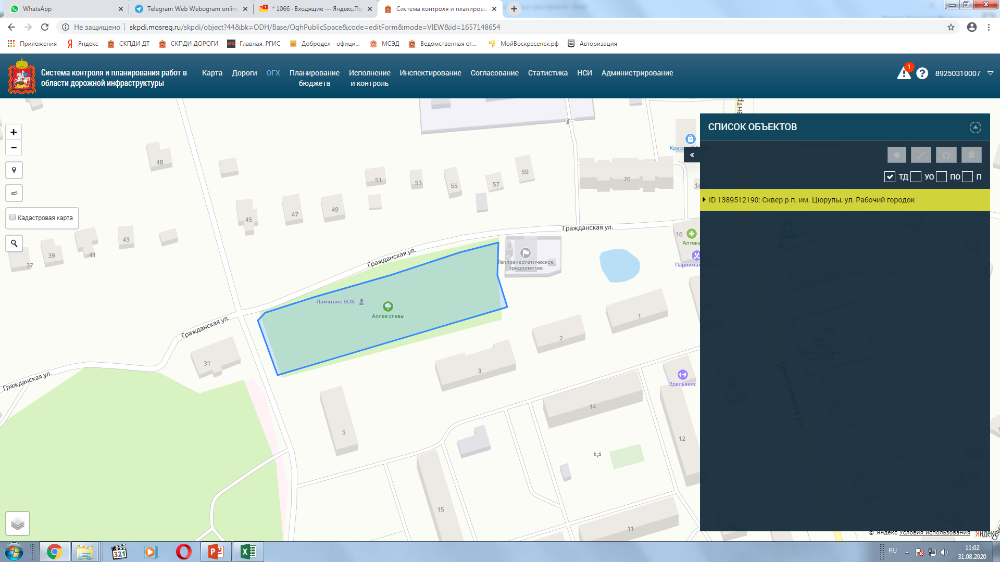 WhatsApp
Telegram Web Webogram online
* 1066 · Входящие — Яндекс.По
Система контроля и планирова
Не защищено
skpdi.mosreg.ru/skpdi/object?44&bk=ODH/Base/OghPublicSpace&code=editForm&mode=VIEW&id=1657148654
Приложения
Яндекс
СКПДИ ДТ
СКПДИ ДОРОГИ
Главная. РГИС
Добродел - офици...
МСЭД
Ведомственная от...
МойВоскресенск.рф
Авторизация
Система контроля и планирования работ в
области дорожной инфраструктуры
Карта
Дороги
ОГХ
Планирование
бюджета
Исполнение
и контроль
Инспектирование
Согласование
Статистика
НСИ
Администрирование
1
89250310007
СПИСОК ОБЪЕКТОВ
ТД
УО
ПО
П
ID 1389512190: Сквер р.п. им. Цюрупы, ул. Рабочий городок
+
−
Кадастровая карта
48
51
53
55
57
59
70
45
47
49
37
39
41
43
Гражданская ул.
Гражданская ул.
Гражданская ул.
Гражданская ул.
16
Аптека
Теплоэнергетическое
предприятие
Памятник ВОВ
Аллея славы
31
1
2
3
5
Эдельвейс
14
12
15
11
Центральная ул.
© Яндекс Условия использования
Яндекс
321
RU
11:02
31.08.2020